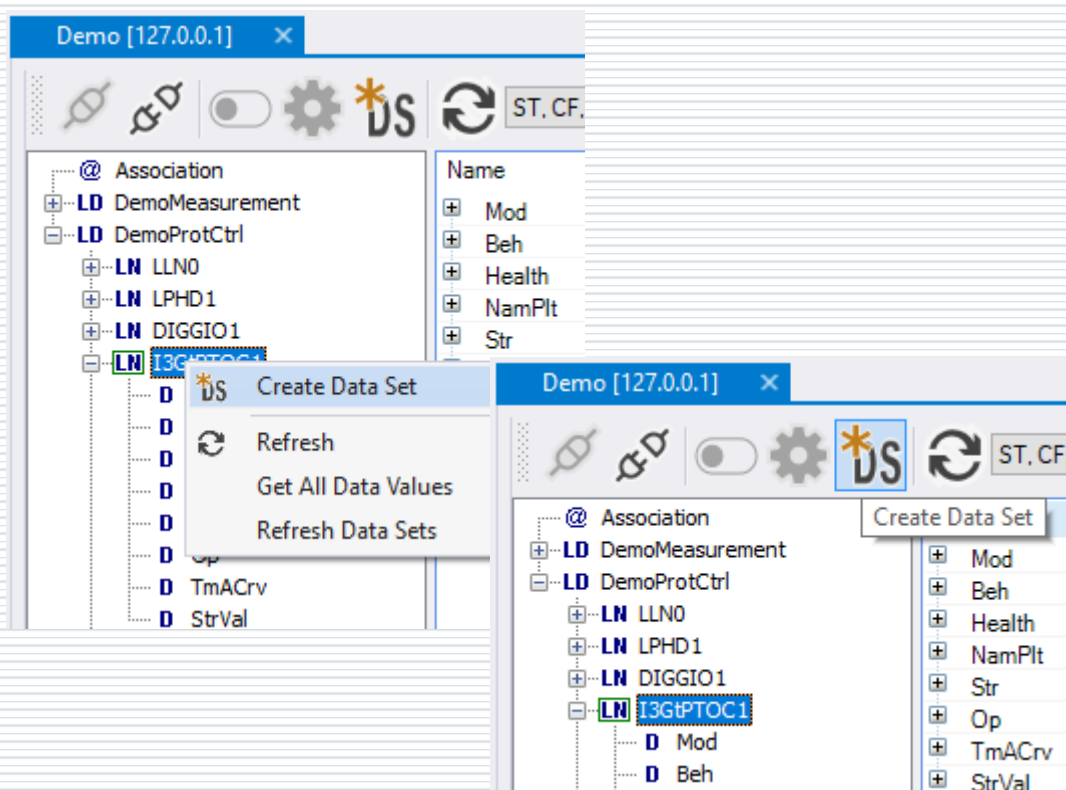 Demo [127.0.0.1] ×
DS ST, CF,
@ Association
LD DemoMeasurement
LD DemoProtCtrl
LN LLN0
LN LPHD1
LN DIGGIO1
LN
D
D
D
D
D
D
D TmACrv
D StrVal
Name
Mod
Beh
Health
NamPlt
Str
DS Create Data Set
Refresh
Get All Data Values
Refresh Data Sets
Demo [127.0.0.1] ×
DS ST, CF
Create Data Set
@ Association
LD DemoMeasurement
LD DemoProtCtrl
LN LLN0
LN LPHD1
LN DIGGIO1
LN I3GtPTOC1
D Mod
D Beh
Mod
Beh
Health
NamPlt
Str
Op
TmACrv
StrVal